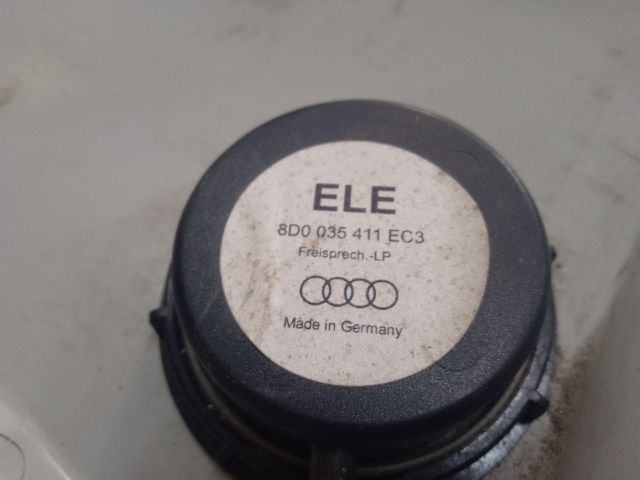 ELE
8D0 035 411 EC3
Freisprech.-LP
Made in Germany